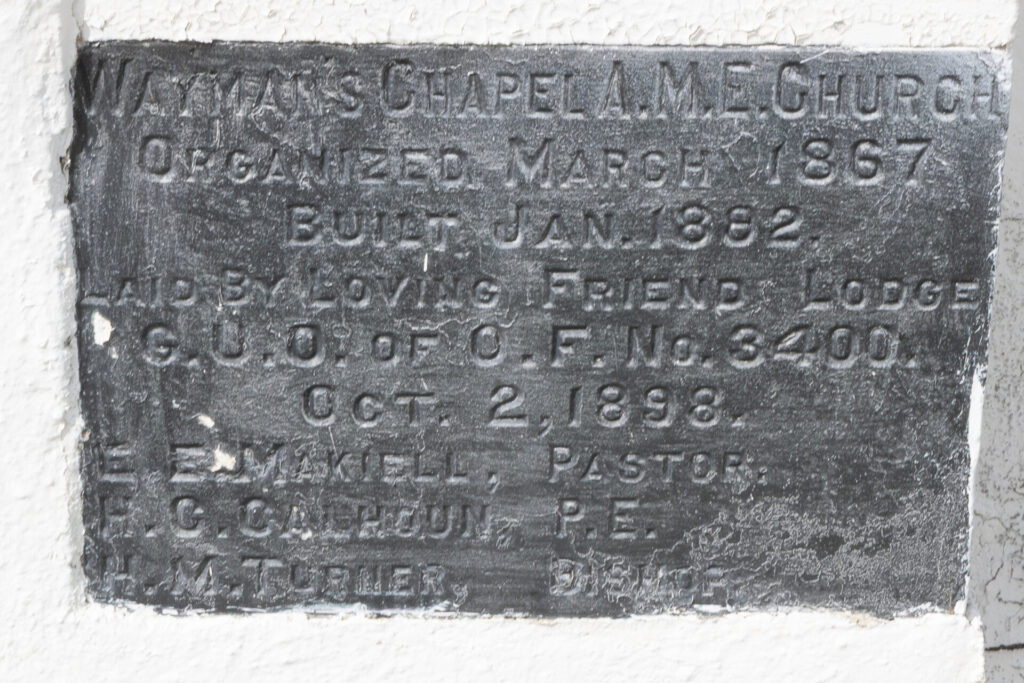 WAYMAN'S CHAPEL A.M.E. CHURCH
ORGANIZED MARCH 1867
BUILT JAN. 1882.
LAID BY LOVING FRIEND LODGE
G.U.O. OF O.F. No. 3400.
OCT. 2, 1898.
E. E. MAKIELL, PASTOR.
CALHOUN, P.E.
H.M. TURNER, BISHOP.